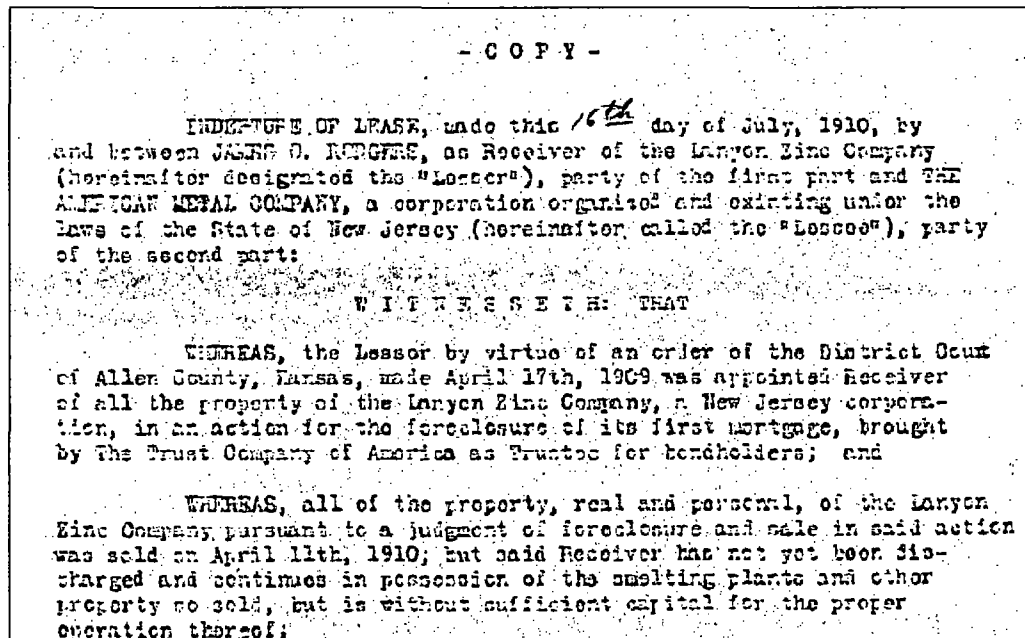 - C O P Y -
INDENTURE OF LEASE, made this 16th day of July, 1910, by
and between JAMES O. RODGERS, as Receiver of the Lanyon Zinc Company
(hereinafter designated the "Lessor"), party of the first part and THE
AMERICAN METAL COMPANY, a corporation organized and existing under the
laws of the State of New Jersey (hereinafter called the "Lessee"), party
of the second part:
W I T N E S S E T H: THAT
WHEREAS, the Lessor by virtue of an order of the District Court
of Allen County, Kansas, made April 17th, 1909 was appointed Receiver
of all the property of the Lanyon Zinc Company, a New Jersey corpora-
tion, in an action for the foreclosure of its first mortgage, brought
by The Trust Company of America as Trustee for bondholders; and
WHEREAS, all of the property, real and personal, of the Lanyon
Zinc Company pursuant to a judgment of foreclosure and sale in said action
was sold on April 11th, 1910; but said Receiver has not yet been dis-
charged and continues in possession of the smelting plants and other
property so sold, but is without sufficient capital for the proper
operation thereof;